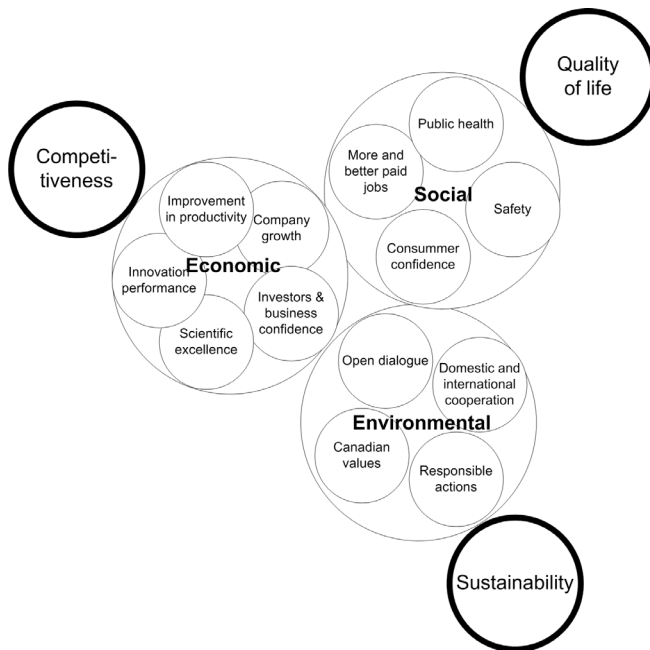 Quality
of life
Competi-
tiveness
Public health
More and
better paid
jobs
Social
Safety
Consummer
confidence
Improvement
in productivity
Company
growth
Economic
Innovation
performance
Investors &
business
confidence
Scientific
excellence
Open dialogue
Domestic and
international
cooperation
Environmental
Canadian
values
Responsible
actions
Sustainability